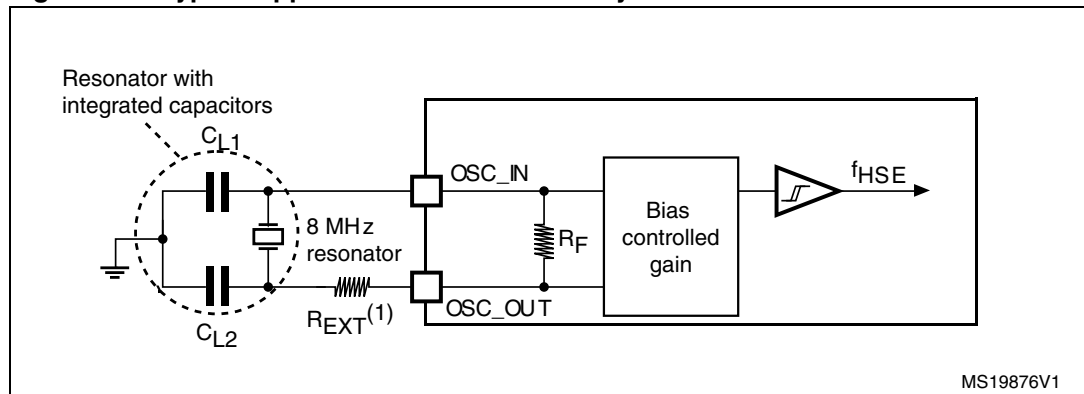 Resonator with
integrated capacitors
CL1
OSC_IN
fHSE
8 MHz
resonator
RF
Bias
controlled
gain
REXT(1)
OSC_OUT
CL2
MS19876V1